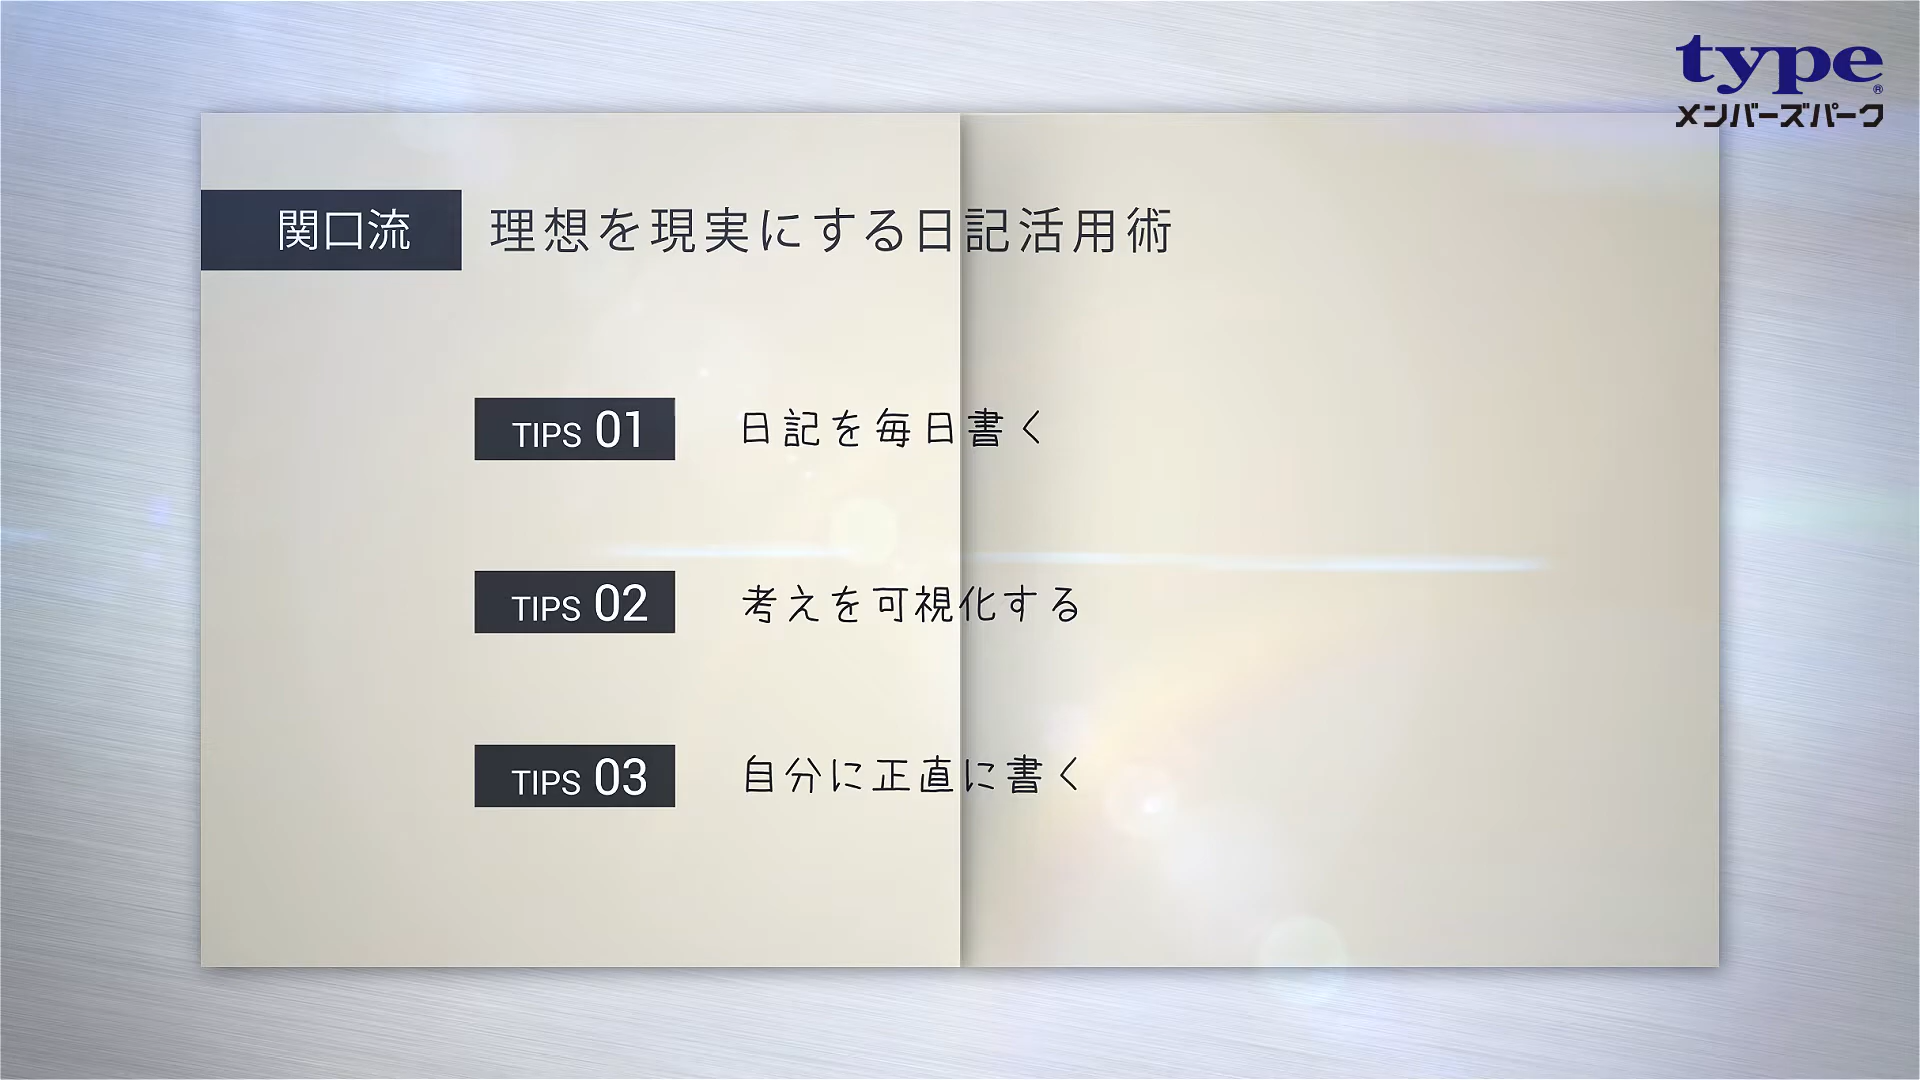 type®
メンバーズパーク
関口流 理想を現実にする日記活用術
TIPS 01 日記を毎日書く
TIPS 02 考えを可視化する
TIPS 03 自分に正直に書く